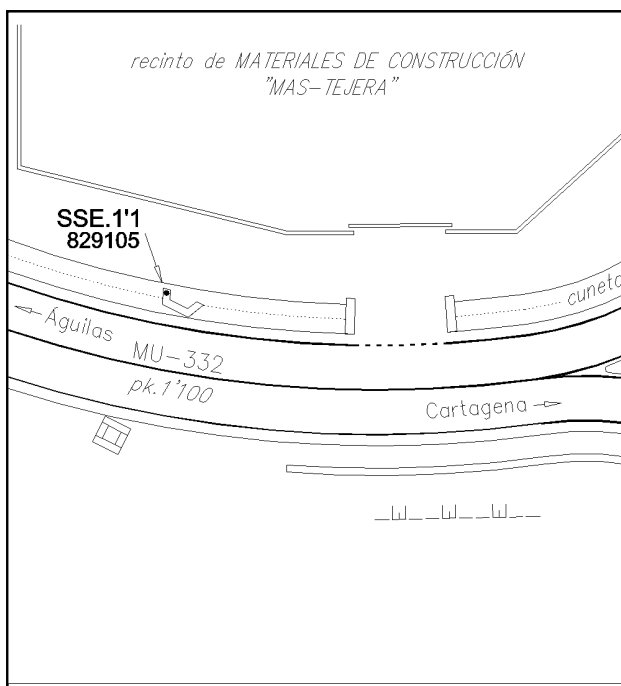 recinto de MATERIALES DE CONSTRUCCIÓN
"MAS-TEJERA"
SSE.1'1
829105
cuneta
Águilas
MU-332
pk.1'100
Cartagena
E E E